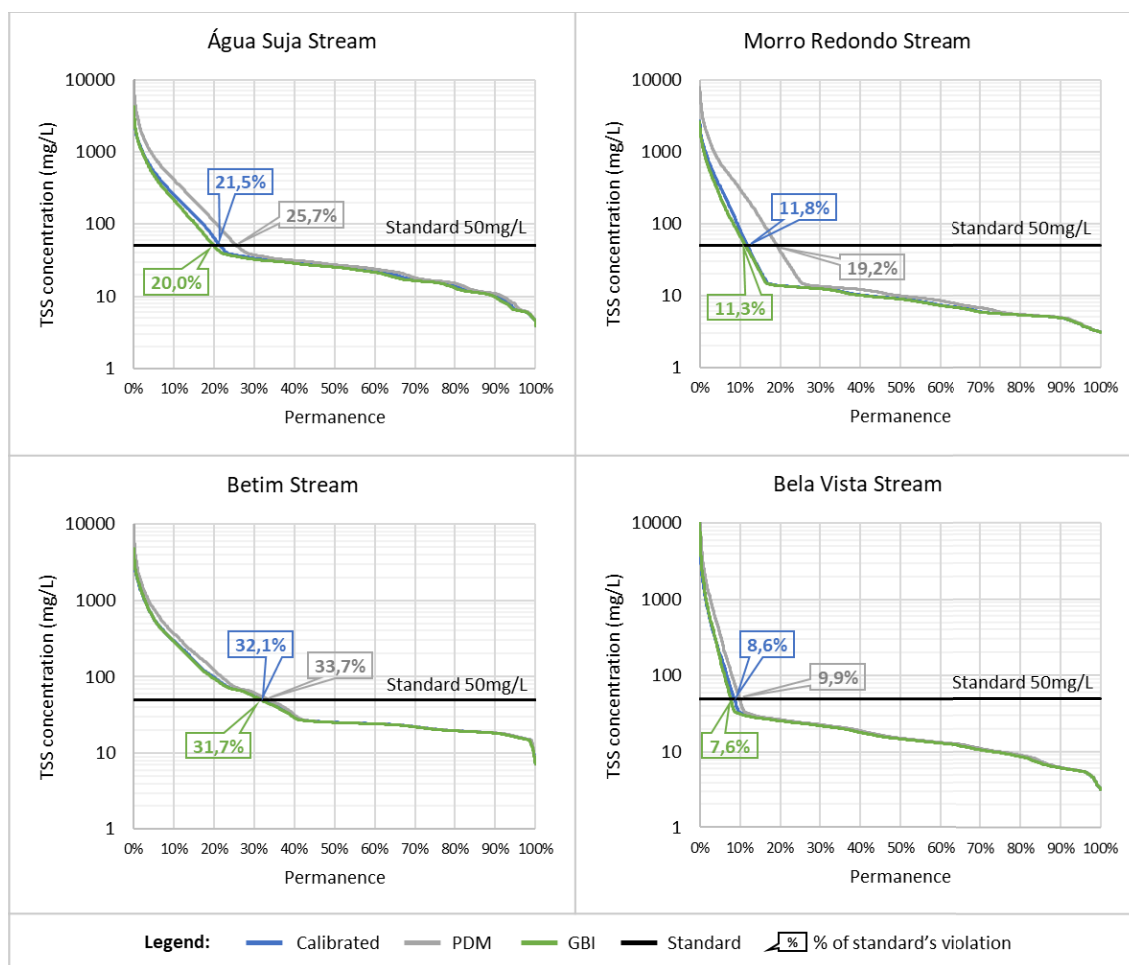 Água Suja Stream
TSS concentration (mg/L)
10000
1000
100
10
1
21,5%
25,7%
Standard 50mg/L
20,0%
0% 10% 20% 30% 40% 50% 60% 70% 80% 90% 100%
Permanence
Morro Redondo Stream
TSS concentration (mg/L)
10000
1000
100
10
1
11,8%
Standard 50mg/L
19,2%
11,3%
0% 10% 20% 30% 40% 50% 60% 70% 80% 90% 100%
Permanence
Betim Stream
TSS concentration (mg/L)
10000
1000
100
10
1
32,1%
33,7%
Standard 50mg/L
31,7%
0% 10% 20% 30% 40% 50% 60% 70% 80% 90% 100%
Permanence
Bela Vista Stream
TSS concentration (mg/L)
10000
1000
100
10
1
8,6%
9,9%
Standard 50mg/L
7,6%
0% 10% 20% 30% 40% 50% 60% 70% 80% 90% 100%
Permanence
Legend: Calibrated PDM GBI Standard % % of standard's violation